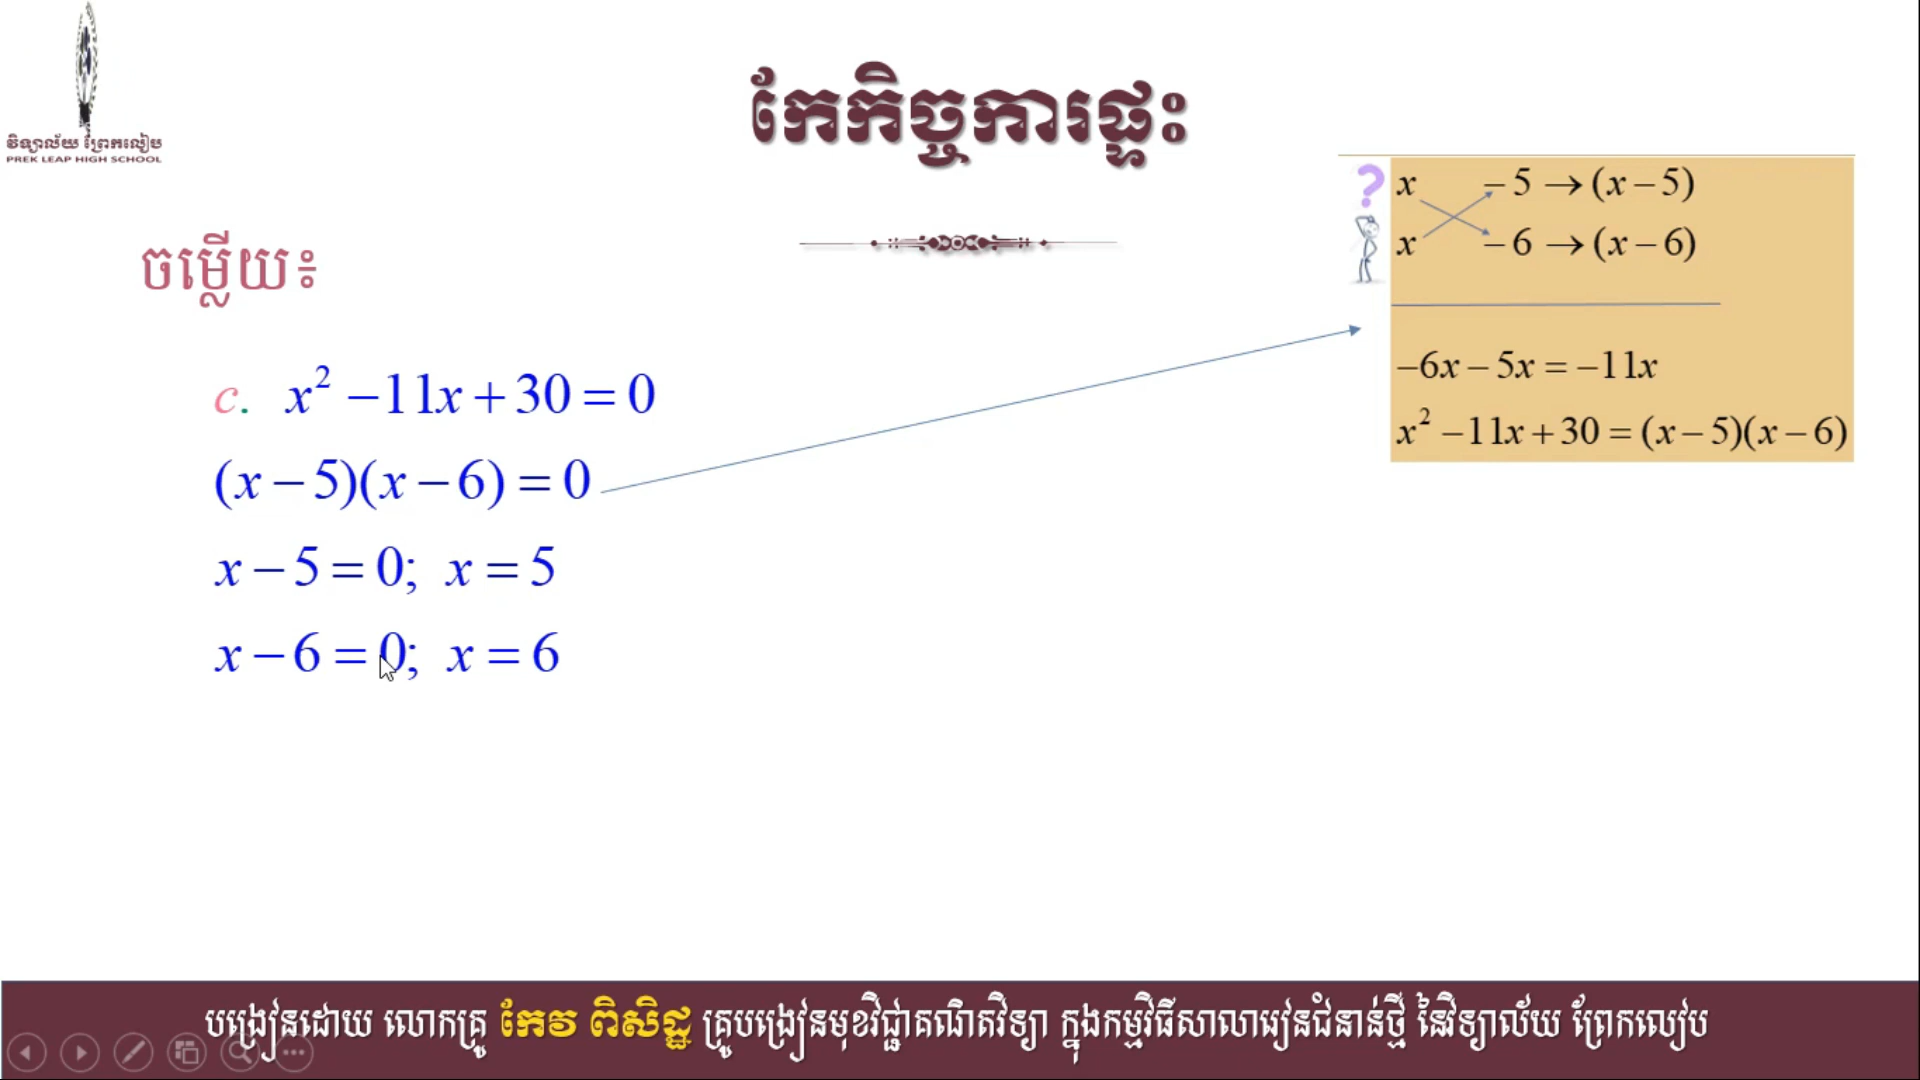 វិទ្យាល័យ ព្រែកលៀប
PREK LEAP HIGH SCHOOL
កែកិច្ចការផ្ទះ
ចម្លើយ៖
c. x² −11x + 30 = 0
(x − 5)(x − 6) = 0
x − 5 = 0; x = 5
x − 6 = 0; x = 6
?
x −5 → (x − 5)
x −6 → (x − 6)
−6x − 5x = −11x
x² −11x + 30 = (x − 5)(x − 6)
បង្រៀនដោយ លោកគ្រូ កែវ ពិសិដ្ឋ គ្រូបង្រៀនមុខវិជ្ជាគណិតវិទ្យា ក្នុងកម្មវិធីសាលារៀនជំនាន់ថ្មី នៃវិទ្យាល័យ ព្រែកលៀប